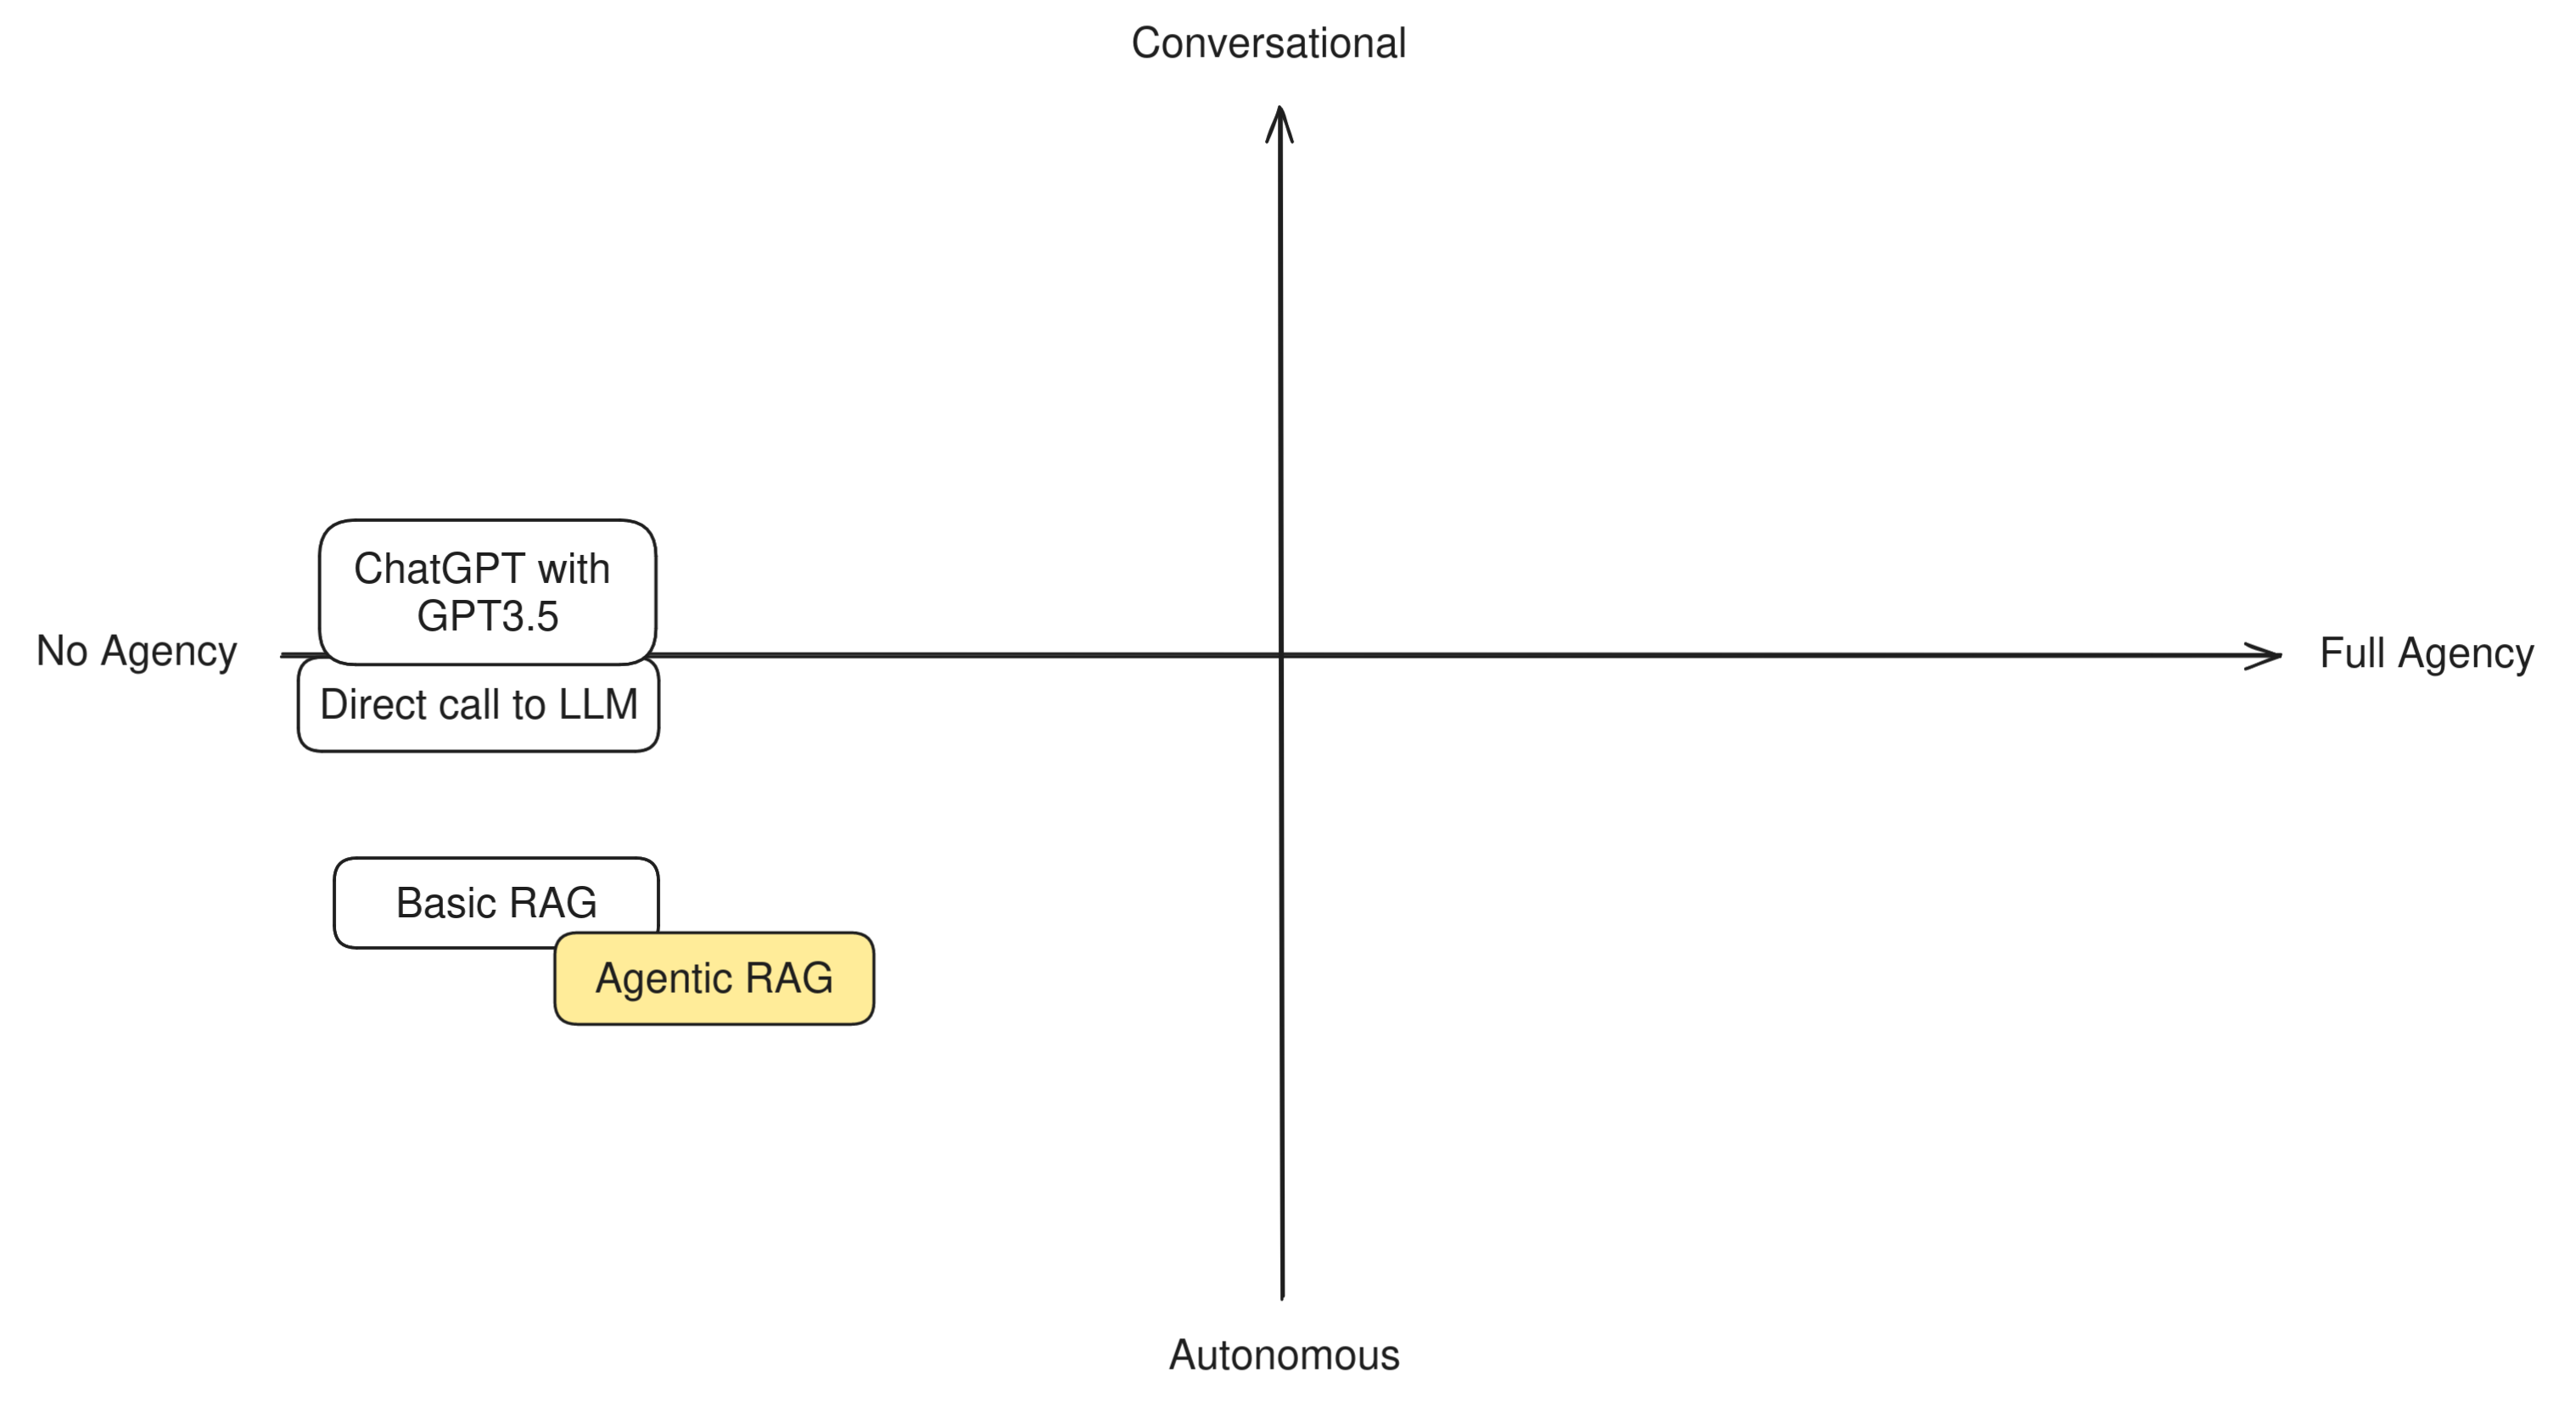 Conversational
ChatGPT with
GPT3.5
No Agency
Full Agency
Direct call to LLM
Basic RAG
Agentic RAG
Autonomous